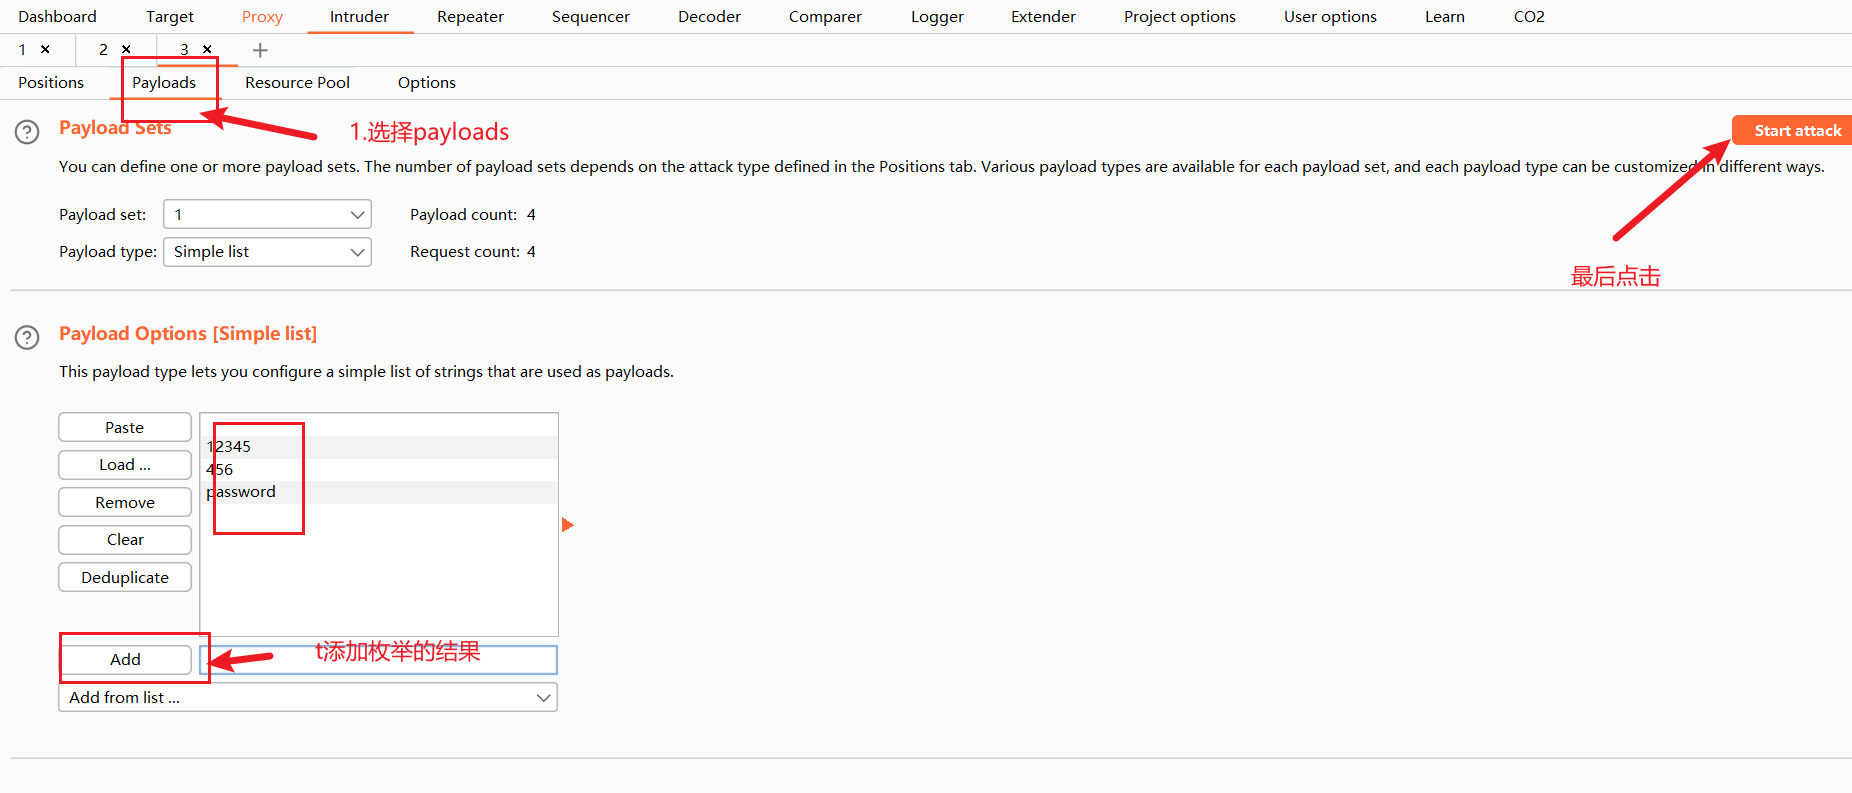 Dashboard Target Proxy Intruder Repeater Sequencer Decoder Comparer Logger Extender Project options User options Learn CO2
1 × 2 × 3 × +
Positions Payloads Resource Pool Options
? Payload Sets
1.选择payloads
Start attack
You can define one or more payload sets. The number of payload sets depends on the attack type defined in the Positions tab. Various payload types are available for each payload set, and each payload type can be customized in different ways.
Payload set: 1 Payload count: 4
Payload type: Simple list Request count: 4
最后点击
? Payload Options [Simple list]
This payload type lets you configure a simple list of strings that are used as payloads.
Paste
12345
Load ...
456
password
Remove
Clear
Deduplicate
Add
t添加枚举的结果
Add from list ...